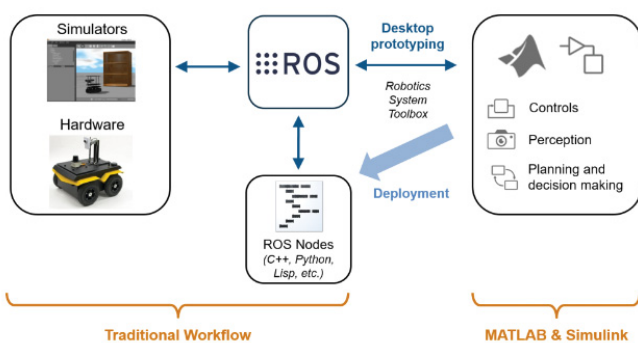 Simulators
Hardware
ROS
Desktop
prototyping
Robotics
System
Toolbox
Deployment
ROS Nodes
(C++, Python,
Lisp, etc.)
Controls
Perception
Planning and
decision making
Traditional Workflow
MATLAB & Simulink